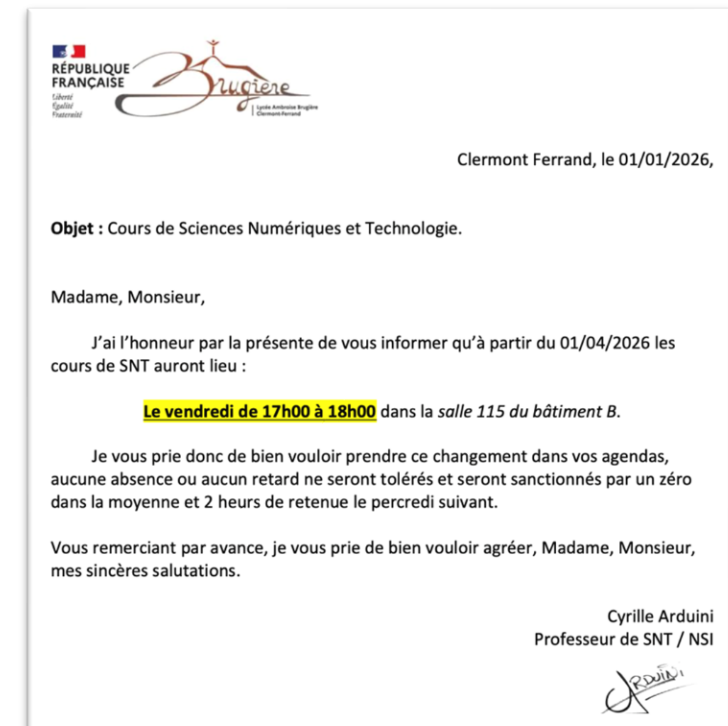 RÉPUBLIQUE
FRANÇAISE
Liberté
Égalité
Fraternité
Brugière
Lycée Ambroise Brugière
Clermont-Ferrand
Clermont Ferrand, le 01/01/2026,
Objet : Cours de Sciences Numériques et Technologie.
Madame, Monsieur,
J’ai l’honneur par la présente de vous informer qu’à partir du 01/04/2026 les
cours de SNT auront lieu :
Le vendredi de 17h00 à 18h00 dans la salle 115 du bâtiment B.
Je vous prie donc de bien vouloir prendre ce changement dans vos agendas,
aucune absence ou aucun retard ne seront tolérés et seront sanctionnés par un zéro
dans la moyenne et 2 heurs de retenue le percredi suivant.
Vous remerciant par avance, je vous prie de bien vouloir agréer, Madame, Monsieur,
mes sincères salutations.
Cyrille Arduini
Professeur de SNT / NSI
ARDUINI